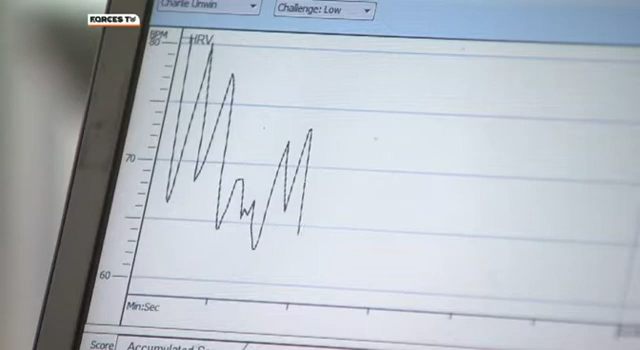 FORCES TV
Charlie Unwin
Challenge: Low
BPM
HRV
80
70
60
Min:Sec
Score
Accumulated